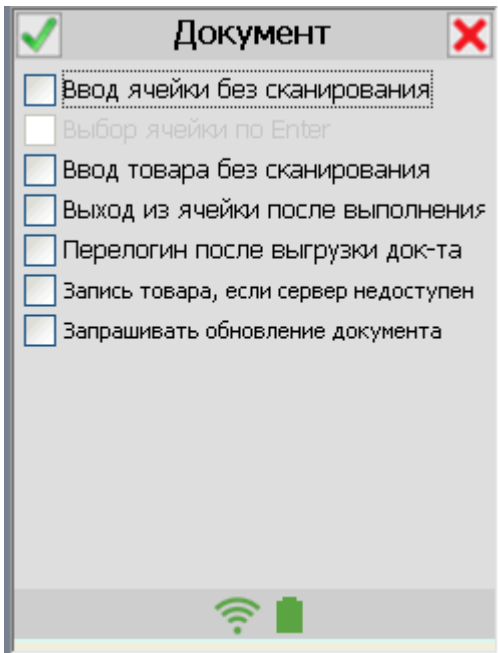 Документ
Ввод ячейки без сканирования
Выбор ячейки по Enter
Ввод товара без сканирования
Выход из ячейки после выполнения
Перелогин после выгрузки док-та
Запись товара, если сервер недоступен
Запрашивать обновление документа